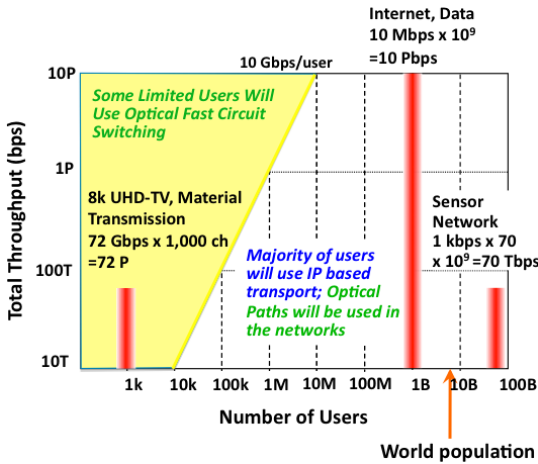 Internet, Data
10 Mbps x 10⁹
=10 Pbps
10 Gbps/user
10P
1P
100T
10T
Total Throughput (bps)
Some Limited Users Will
Use Optical Fast Circuit
Switching
8k UHD-TV, Material
Transmission
72 Gbps x 1,000 ch
=72 P
Majority of users
will use IP based
transport; Optical
Paths will be used in
the networks
Sensor
Network
1 kbps x 70
x 10⁹ =70 Tbps
1k
10k
100k
1M
10M
100M
1B
10B
100B
Number of Users
World population